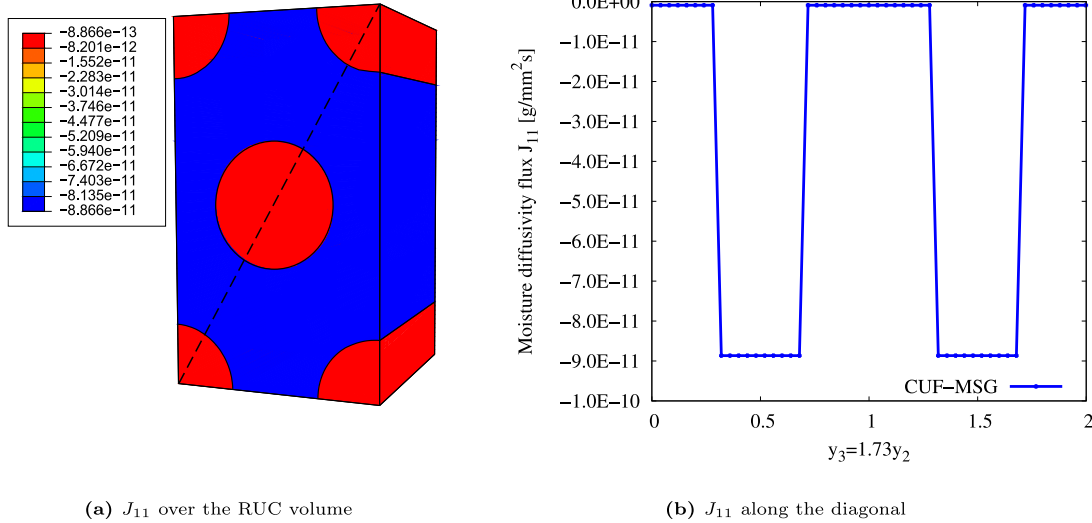 −8.866e−13
−8.201e−12
−1.552e−11
−2.283e−11
−3.014e−11
−3.746e−11
−4.477e−11
−5.209e−11
−5.940e−11
−6.672e−11
−7.403e−11
−8.135e−11
−8.866e−11
0.0E+00
−1.0E-11
−2.0E-11
−3.0E-11
−4.0E-11
−5.0E-11
−6.0E-11
−7.0E-11
−8.0E-11
−9.0E-11
−1.0E-10
Moisture diffusivity flux J₁₁ [g/mm²s]
CUF−MSG
0 0.5 1 1.5 2
y₃=1.73y₂
(a) J₁₁ over the RUC volume
(b) J₁₁ along the diagonal